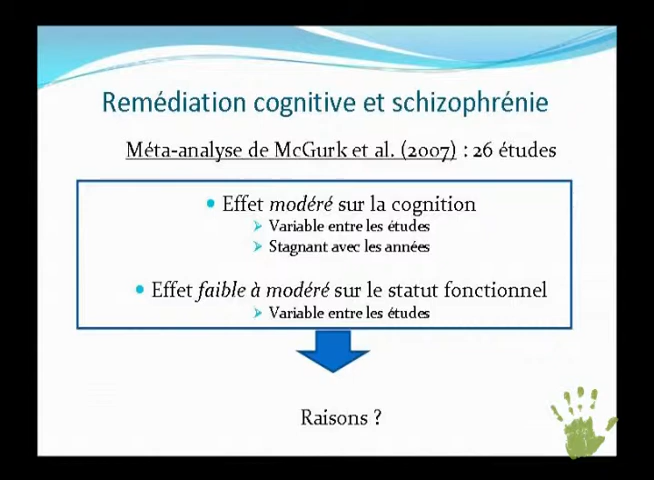 Remédiation cognitive et schizophrénie
Méta-analyse de McGurk et al. (2007) : 26 études
• Effet modéré sur la cognition
➢ Variable entre les études
➢ Stagnant avec les années
• Effet faible à modéré sur le statut fonctionnel
➢ Variable entre les études
Raisons ?